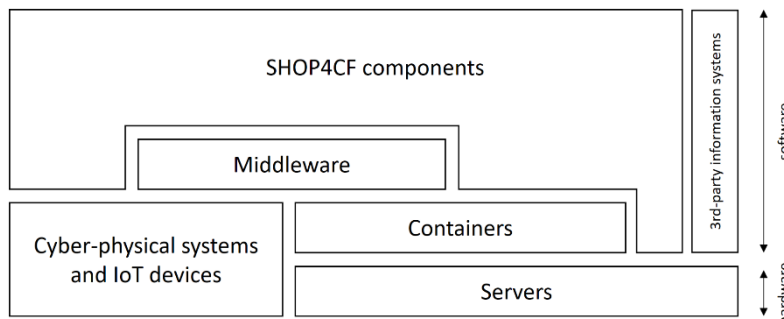 SHOP4CF components
3rd-party information systems
software
Middleware
Containers
Cyber-physical systems
and IoT devices
Servers